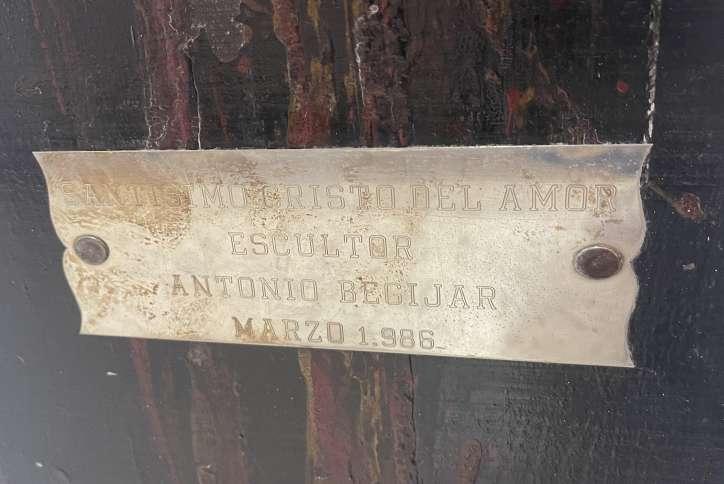 SANTISIMO CRISTO DEL AMOR
ESCULTOR
ANTONIO BEGIJAR
MARZO 1.986